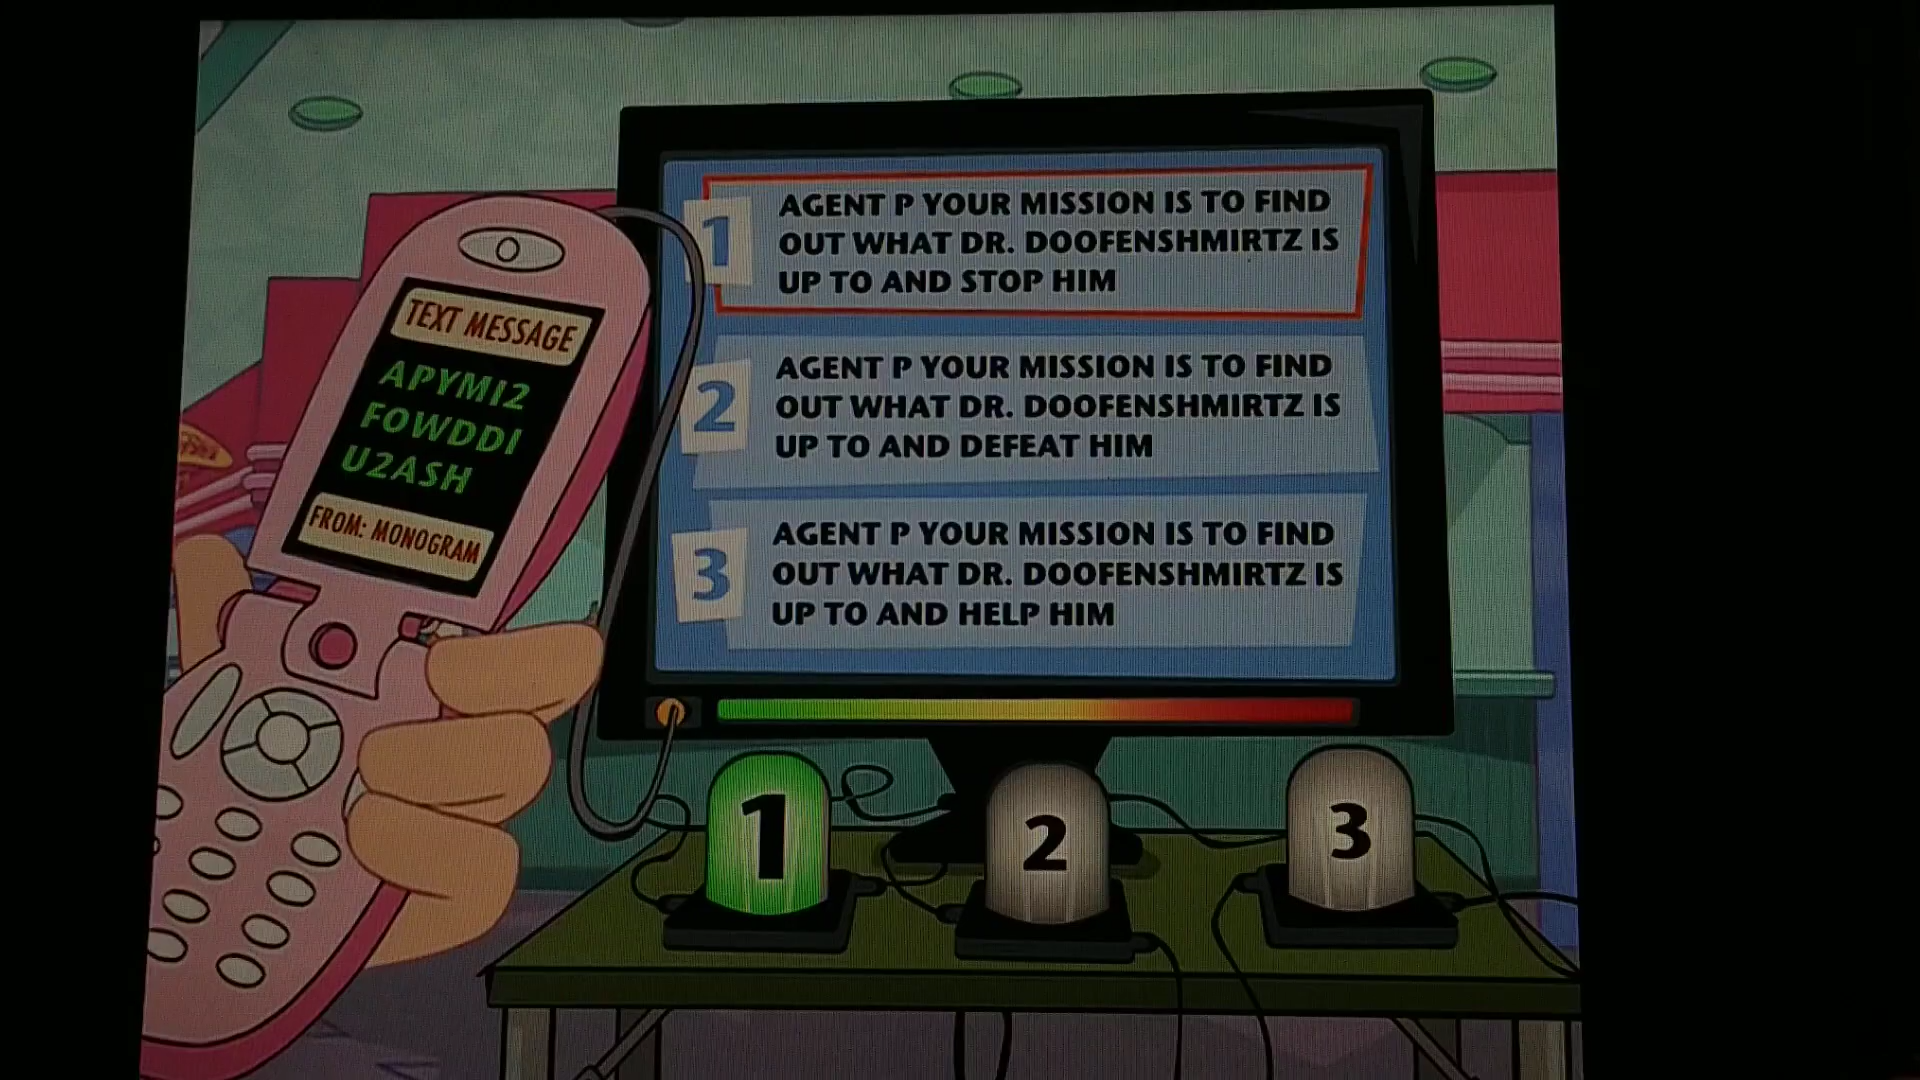 TEXT MESSAGE
APYMI2
FOWDDI
U2ASH
FROM: MONOGRAM
1
AGENT P YOUR MISSION IS TO FIND
OUT WHAT DR. DOOFENSHMIRTZ IS
UP TO AND STOP HIM
2
AGENT P YOUR MISSION IS TO FIND
OUT WHAT DR. DOOFENSHMIRTZ IS
UP TO AND DEFEAT HIM
3
AGENT P YOUR MISSION IS TO FIND
OUT WHAT DR. DOOFENSHMIRTZ IS
UP TO AND HELP HIM
1
2
3